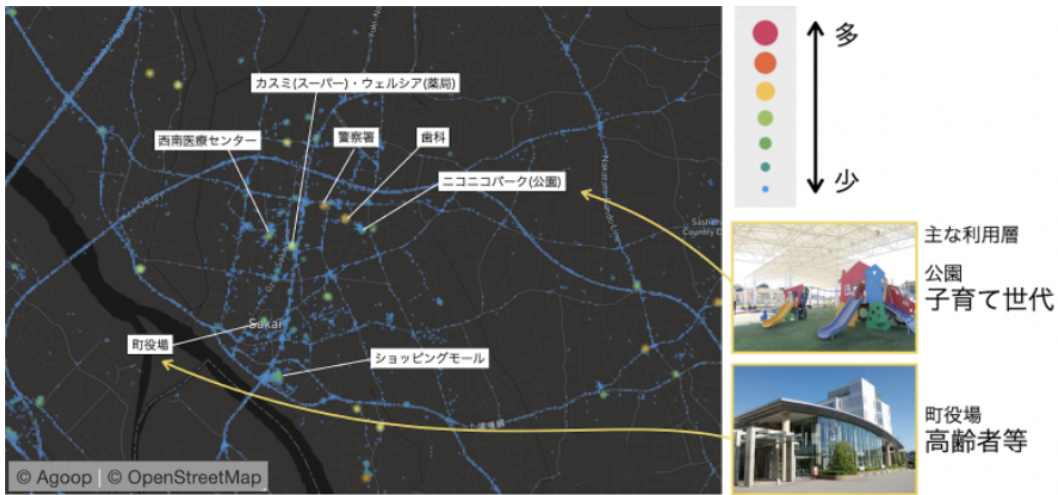 カスミ(スーパー)・ウェルシア(薬局)
西南医療センター
警察署
歯科
ニコニコパーク(公園)
Sakai
町役場
ショッピングモール
© Agoop | © OpenStreetMap
多
少
主な利用層
公園
子育て世代
町役場
高齢者等